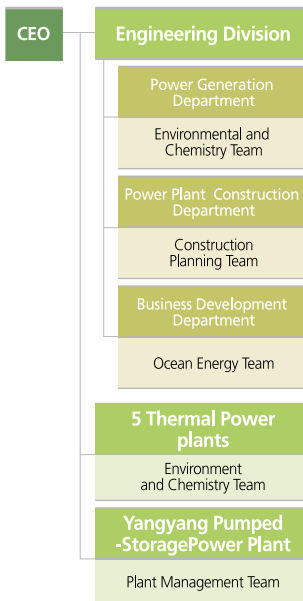 CEO
Engineering Division
Power Generation
Department
Environmental and
Chemistry Team
Power Plant Construction
Department
Construction
Planning Team
Business Development
Department
Ocean Energy Team
5 Thermal Power
plants
Environment
and Chemistry Team
Yangyang Pumped
-StoragePower Plant
Plant Management Team